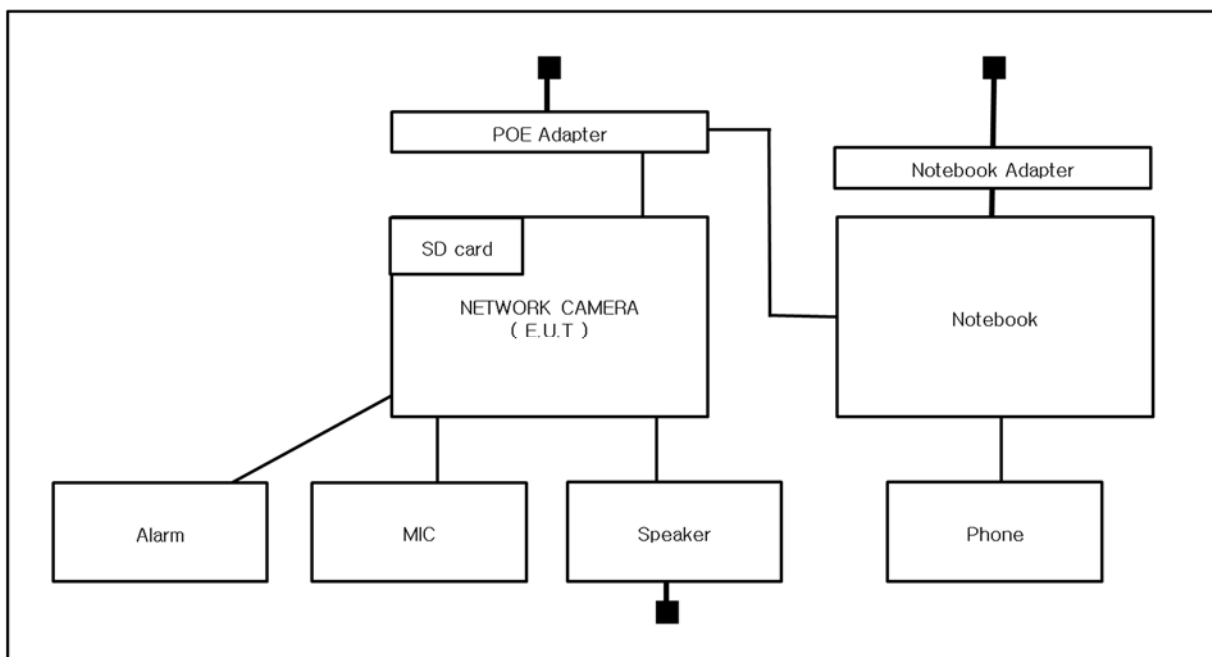 POE Adapter
Notebook Adapter
SD card
NETWORK CAMERA
( E.U.T )
Notebook
Alarm
MIC
Speaker
Phone